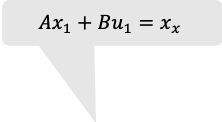 Ax₁ + Bu₁ = xₓ